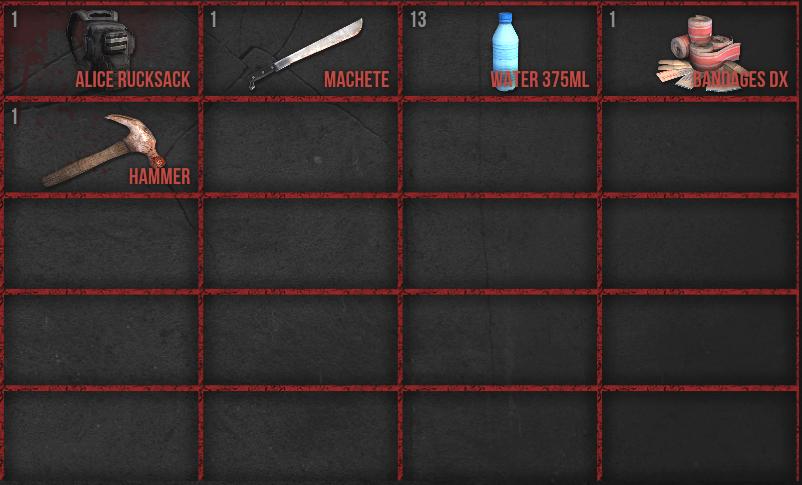 1
ALICE RUCKSACK
1
MACHETE
13
WATER 375ML
1
BANDAGES DX
1
HAMMER